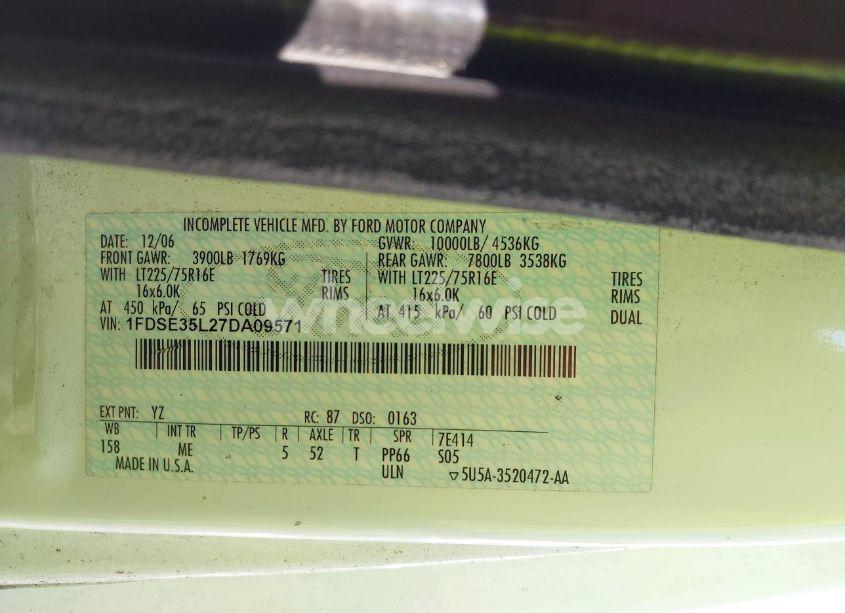 INCOMPLETE VEHICLE MFD. BY FORD MOTOR COMPANY
DATE: 12/06 GVWR: 10000LB/ 4536KG
FRONT GAWR: 3900LB 1769KG REAR GAWR: 7800LB 3538KG
WITH LT225/75R16E TIRES WITH LT225/75R16E TIRES
16x6.0K RIMS 16x6.0K RIMS
AT 450 kPa/ 65 PSI COLD AT 415 kPa/ 60 PSI COLD DUAL
VIN: 1FDSE35L27DA09571
wheelwise
EXT PNT: YZ RC: 87 DSO: 0163
WB INT TR TP/PS R AXLE TR SPR 7E414
158 ME 5 52 T PP66 S05
MADE IN U.S.A. ULN ▽5U5A-3520472-AA